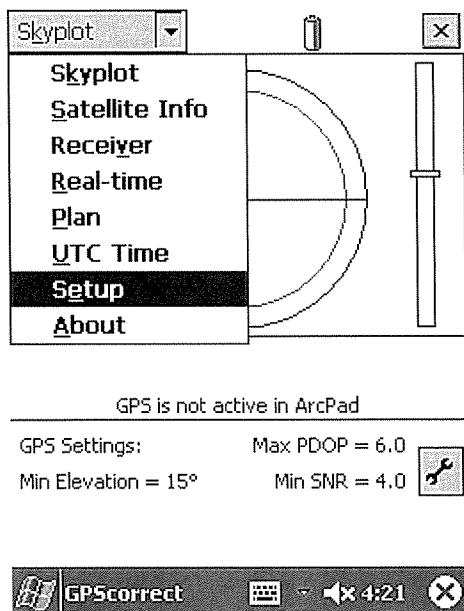 Skyplot
Skyplot
Satellite Info
Receiver
Real-time
Plan
UTC Time
Setup
About
GPS is not active in ArcPad
GPS Settings: Max PDOP = 6.0
Min Elevation = 15° Min SNR = 4.0
GPScorrect 4:21